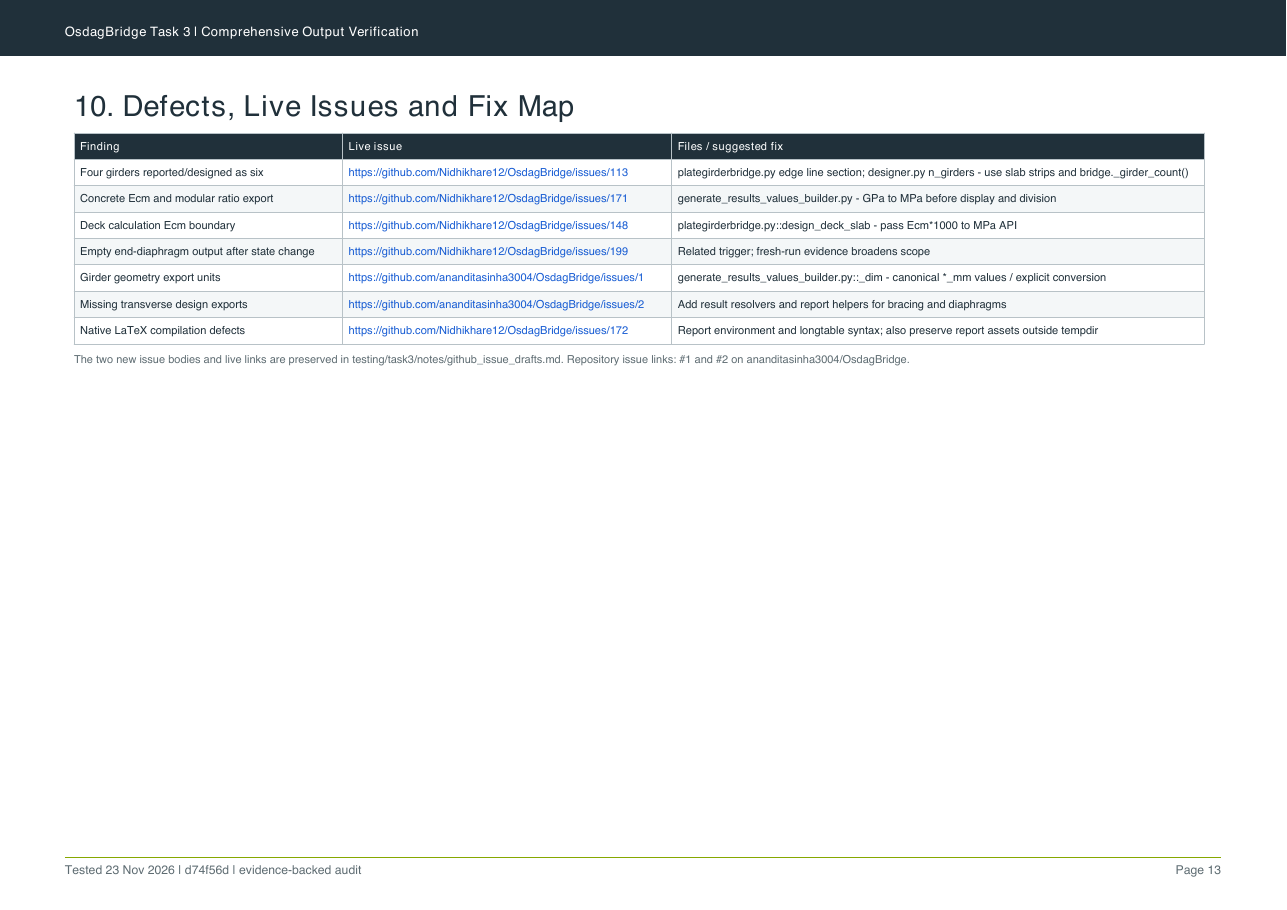 OsdagBridge Task 3 | Comprehensive Output Verification
10. Defects, Live Issues and Fix Map
Finding Live issue Files / suggested fix
Four girders reported/designed as six https://github.com/Nidhikhare12/OsdagBridge/issues/113 plategirderbridge.py edge line section; designer.py n_girders - use slab strips and bridge._girder_count()
Concrete Ecm and modular ratio export https://github.com/Nidhikhare12/OsdagBridge/issues/171 generate_results_values_builder.py - GPa to MPa before display and division
Deck calculation Ecm boundary https://github.com/Nidhikhare12/OsdagBridge/issues/148 plategirderbridge.py::design_deck_slab - pass Ecm*1000 to MPa API
Empty end-diaphragm output after state change https://github.com/Nidhikhare12/OsdagBridge/issues/199 Related trigger; fresh-run evidence broadens scope
Girder geometry export units https://github.com/ananditasinha3004/OsdagBridge/issues/1 generate_results_values_builder.py::_dim - canonical *_mm values / explicit conversion
Missing transverse design exports https://github.com/ananditasinha3004/OsdagBridge/issues/2 Add result resolvers and report helpers for bracing and diaphragms
Native LaTeX compilation defects https://github.com/Nidhikhare12/OsdagBridge/issues/172 Report environment and longtable syntax; also preserve report assets outside tempdir
The two new issue bodies and live links are preserved in testing/task3/notes/github_issue_drafts.md. Repository issue links: #1 and #2 on ananditasinha3004/OsdagBridge.
Tested 23 Nov 2026 | d74f56d | evidence-backed audit Page 13